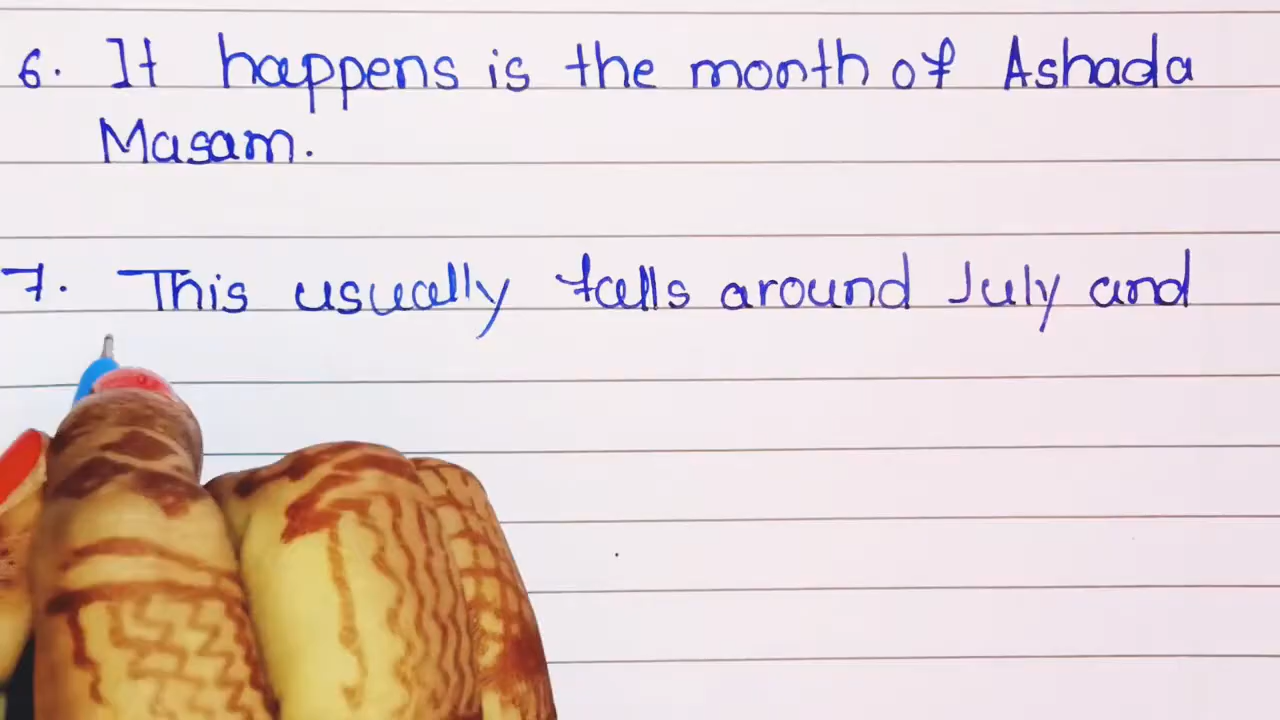 6. It happens is the month of Ashada
Masam.
7. This usually falls around July and